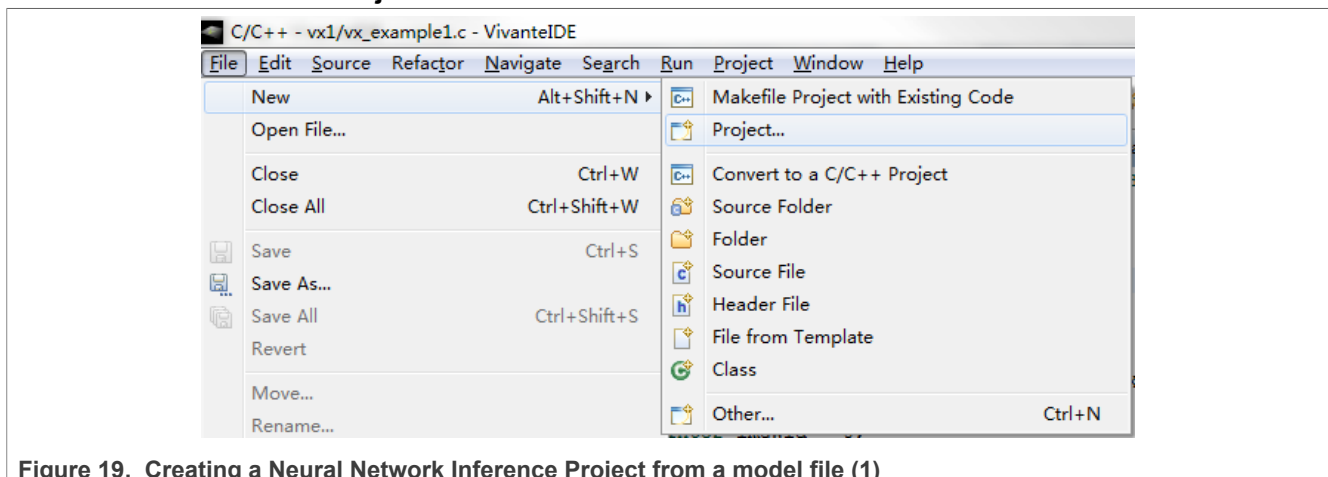 C/C++ - vx1/vx_example1.c - VivanteIDE
File Edit Source Refactor Navigate Search Run Project Window Help
New Alt+Shift+N
Open File...
Close Ctrl+W
Close All Ctrl+Shift+W
Save Ctrl+S
Save As...
Save All Ctrl+Shift+S
Revert
Move...
Rename...
Makefile Project with Existing Code
Project...
Convert to a C/C++ Project
Source Folder
Folder
Source File
Header File
File from Template
Class
Other... Ctrl+N
Figure 19. Creating a Neural Network Inference Project from a model file (1)